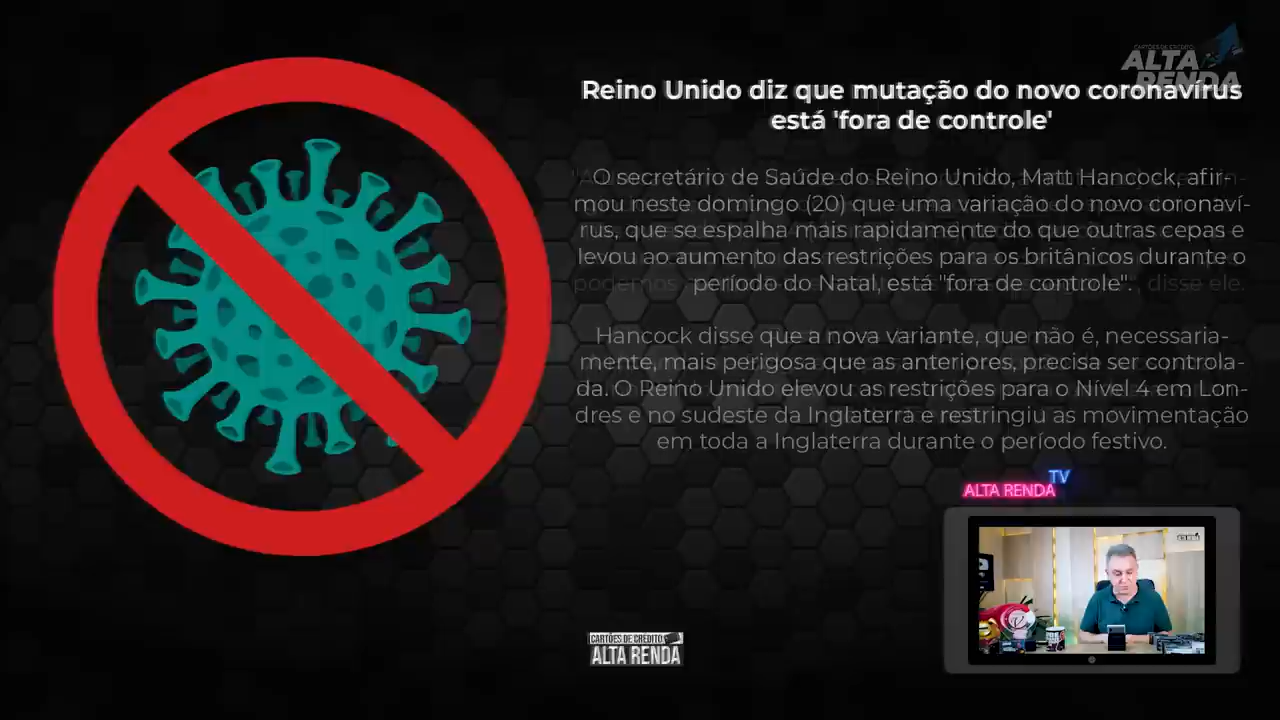 CARTÕES DE CRÉDITO
ALTA
RENDA
Reino Unido diz que mutação do novo coronavírus
está 'fora de controle'
O secretário de Saúde do Reino Unido, Matt Hancock, afir-
mou neste domingo (20) que uma variação do novo coronaví-
rus, que se espalha mais rapidamente do que outras cepas e
levou ao aumento das restrições para os britânicos durante o
período do Natal, está "fora de controle".
podemos
disse ele.
Hancock disse que a nova variante, que não é, necessaria-
mente, mais perigosa que as anteriores, precisa ser controla-
da. O Reino Unido elevou as restrições para o Nível 4 em Lon-
dres e no sudeste da Inglaterra e restringiu as movimentação
em toda a Inglaterra durante o período festivo.
TV
ALTA RENDA
CARTÕES DE CRÉDITO
ALTA RENDA